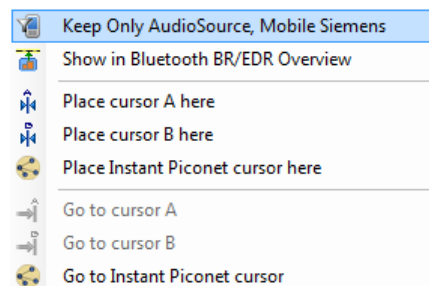 Keep Only AudioSource, Mobile Siemens
Show in Bluetooth BR/EDR Overview
Place cursor A here
Place cursor B here
Place Instant Piconet cursor here
Go to cursor A
Go to cursor B
Go to Instant Piconet cursor